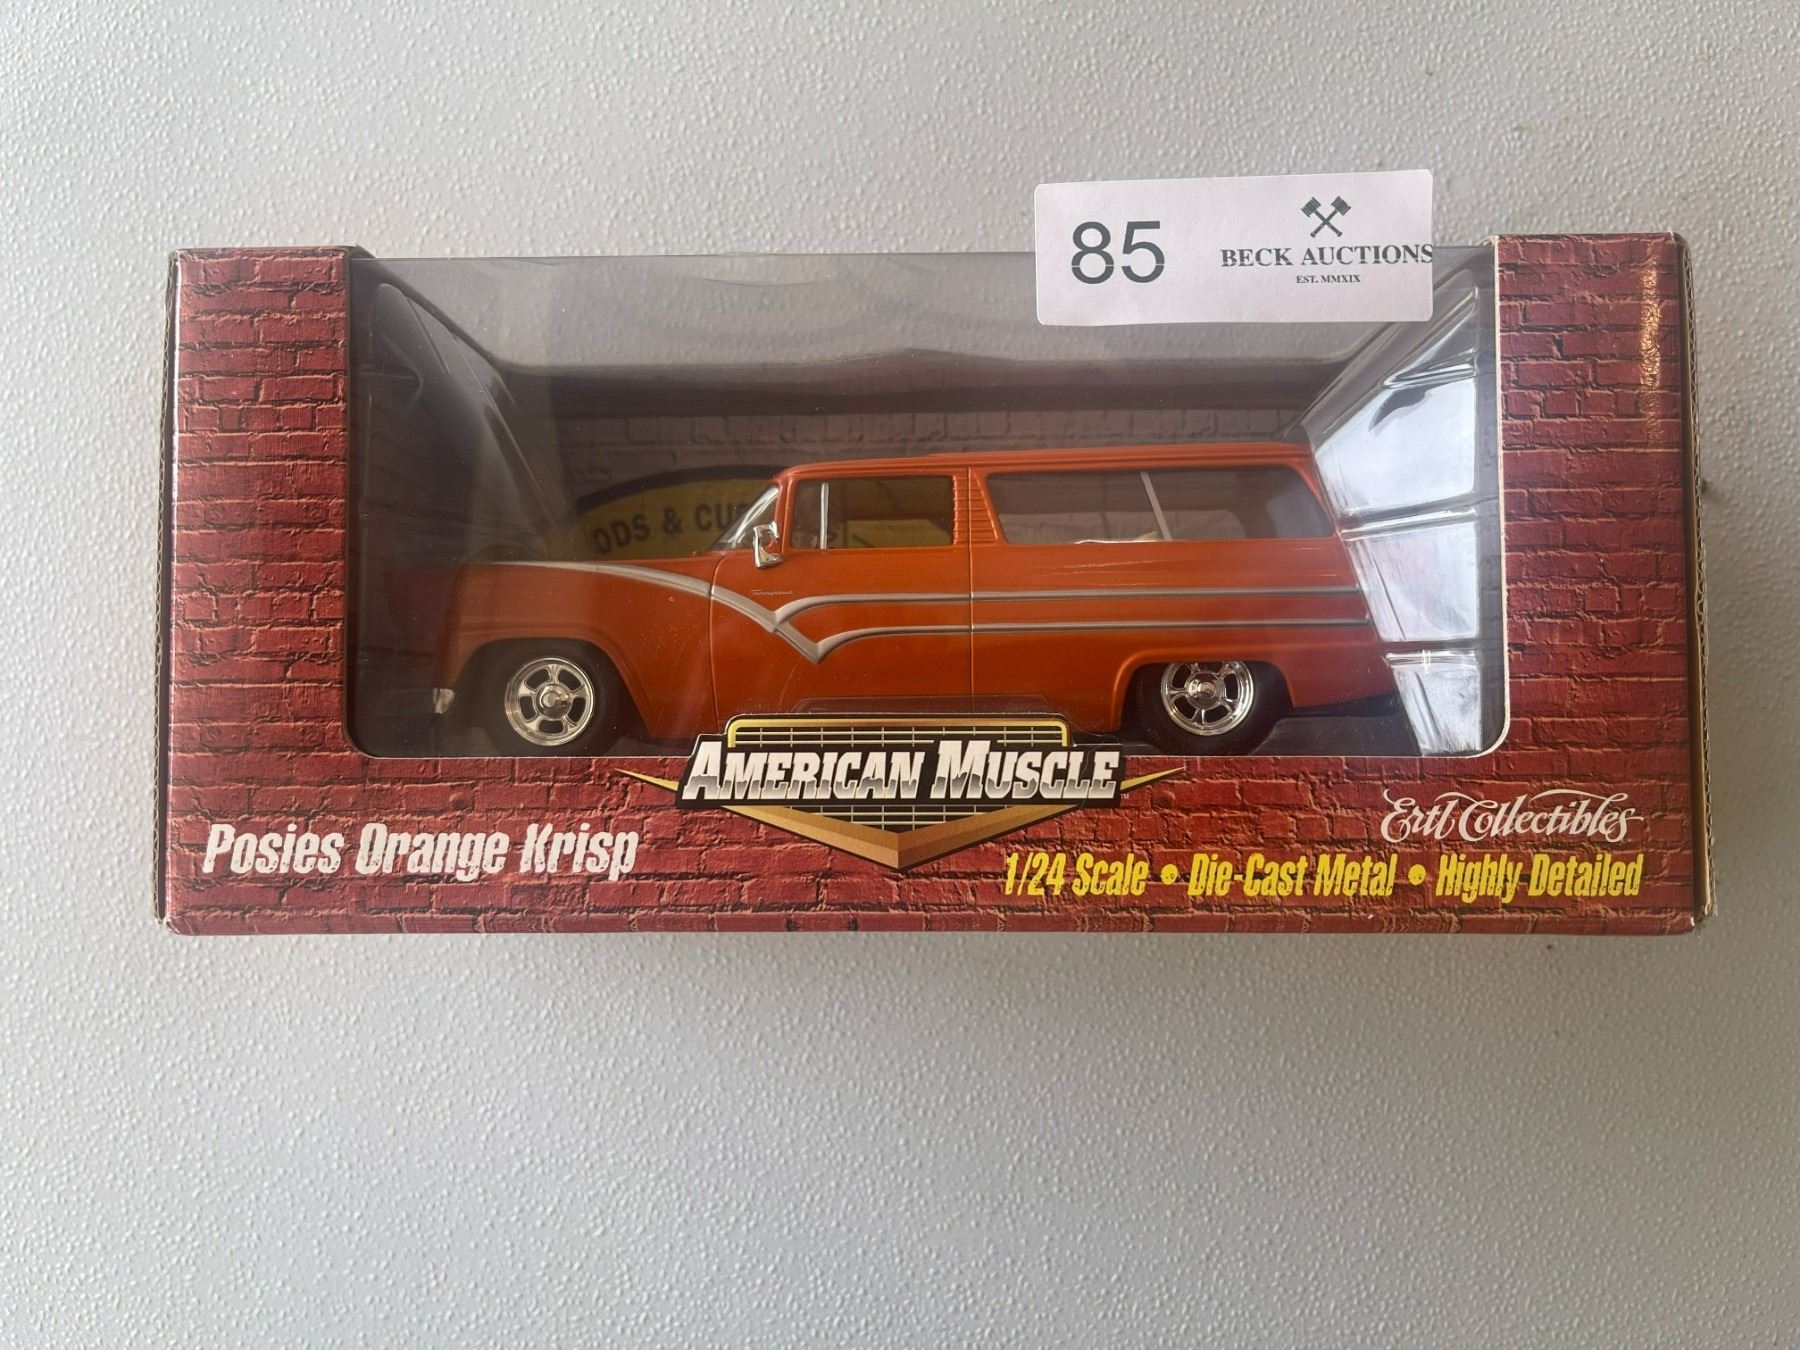 85
BECK AUCTIONS
EST. MMXIX
ODS & CU
AMERICAN MUSCLE
Ertl Collectibles
Posies Orange Krisp
1/24 Scale • Die-Cast Metal • Highly Detailed